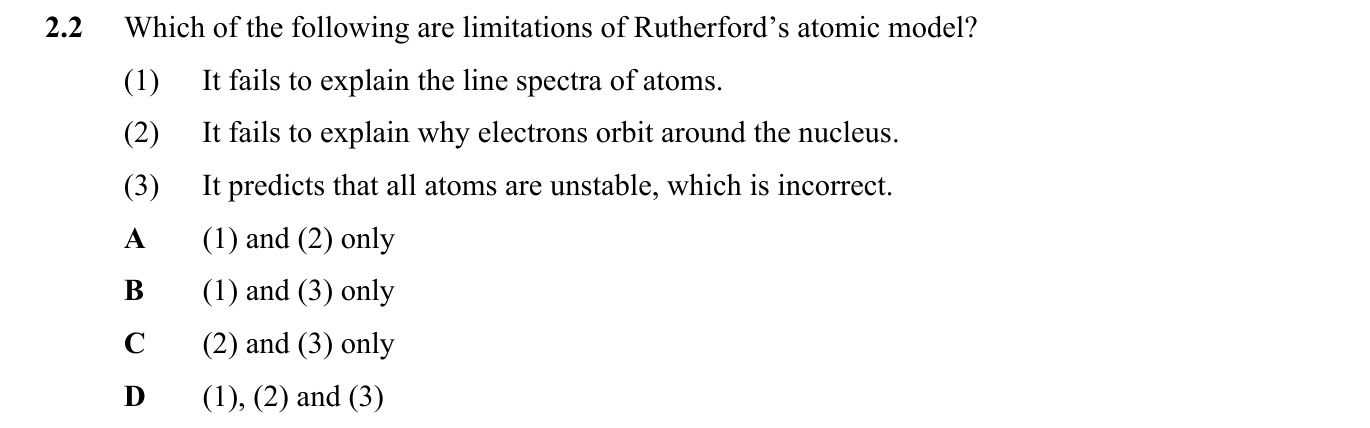 2.2 Which of the following are limitations of Rutherford’s atomic model?
(1) It fails to explain the line spectra of atoms.
(2) It fails to explain why electrons orbit around the nucleus.
(3) It predicts that all atoms are unstable, which is incorrect.
A (1) and (2) only
B (1) and (3) only
C (2) and (3) only
D (1), (2) and (3)